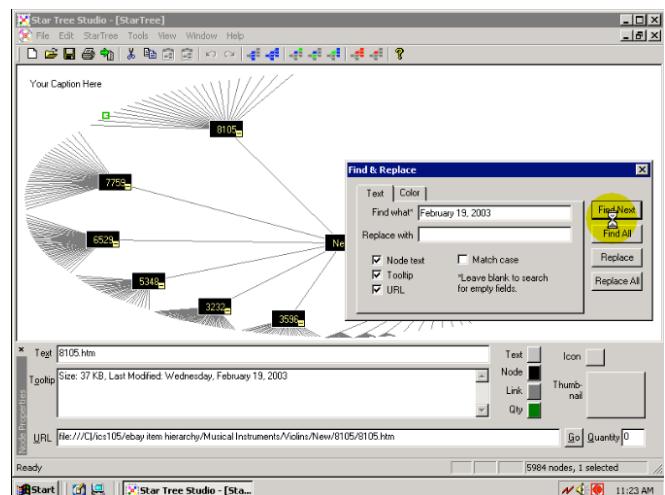 Star Tree Studio - [StarTree]
File Edit StarTree Tools View Window Help
Your Caption Here
8105
7759
6529
5348
3232
3596
Ne
Find & Replace
Text Color
Find what* February 19, 2003
Find Next
Replace with
Find All
Node text
Match case
Replace
Tooltip
*Leave blank to search
for empty fields.
URL
Replace All
Node Properties
Text 8105.htm
Tooltip Size: 37 KB, Last Modified: Wednesday, February 19, 2003
URL file:///C|/ics105/ebay item hierarchy/Musical Instruments/Violins/New/8105/8105.htm
Go Quantity 0
Text
Icon
Node
Link
Thumb-
nail
Qty
Ready
5984 nodes, 1 selected
Start
Star Tree Studio - [Sta...
11:23 AM